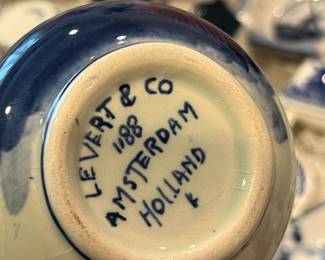 LEVERT & CO
1188
AMSTERDAM
HOLLAND
k